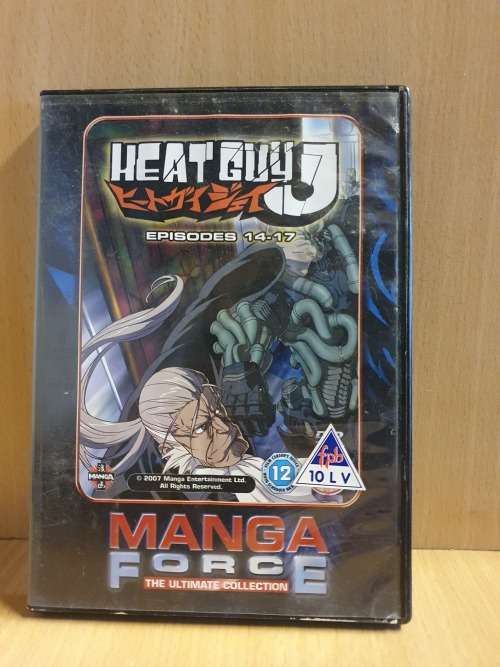 HEAT GUY J
ヒートガイジェイ
EPISODES 14-17
MANGA
© 2007 Manga Entertainment Ltd.
All Rights Reserved.
12
fpb
10 L V
MANGA
FORCE
THE ULTIMATE COLLECTION